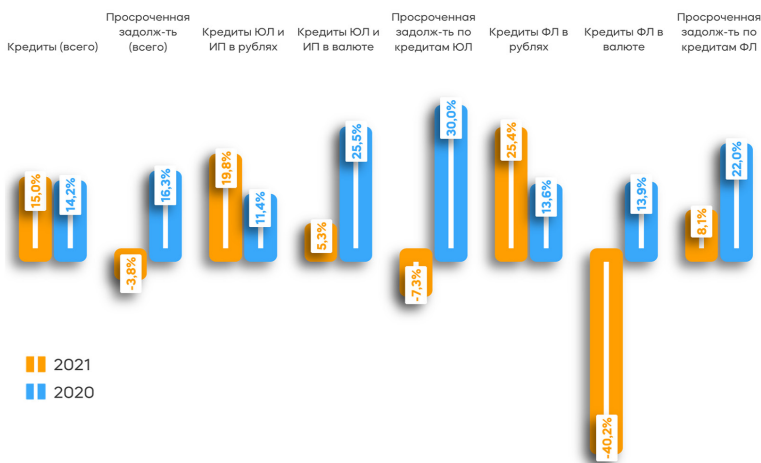 Кредиты (всего)
Просроченная
задолж-ть
(всего)
Кредиты ЮЛ и
ИП в рублях
Кредиты ЮЛ и
ИП в валюте
Просроченная
задолж-ть по
кредитам ЮЛ
Кредиты ФЛ в
рублях
Кредиты ФЛ в
валюте
Просроченная
задолж-ть по
кредитам ФЛ
15,0%
14,2%
-3,8%
16,3%
19,8%
11,4%
5,3%
25,5%
-7,3%
30,0%
25,4%
13,6%
-40,2%
13,9%
8,1%
22,0%
2021
2020